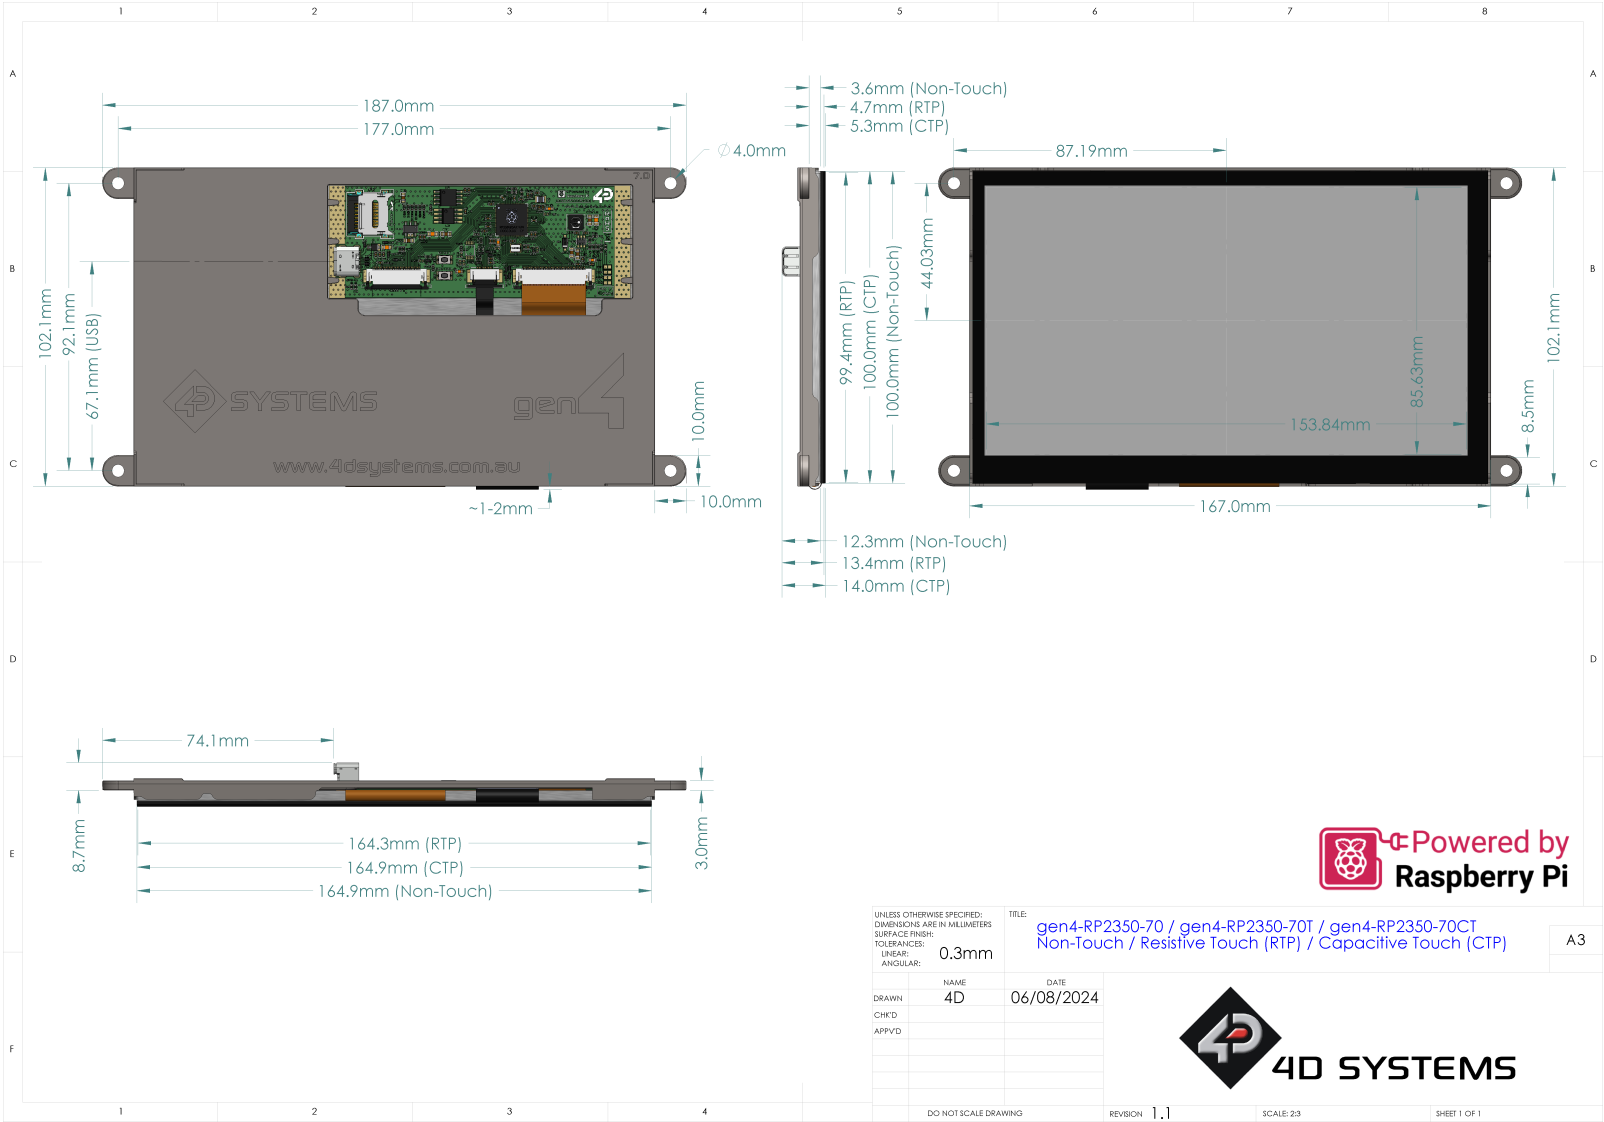 1 2 3 4 5 6 7 8
A A
B B
C C
D D
E E
F
187.0mm
177.0mm
Ø4.0mm
102.1mm
92.1mm
67.1mm (USB)
7.0
4D
4D SYSTEMS
gen4
www.4dsystems.com.au
10.0mm
10.0mm
~1-2mm
3.6mm (Non-Touch)
4.7mm (RTP)
5.3mm (CTP)
99.4mm (RTP)
100.0mm (CTP)
100.0mm (Non-Touch)
12.3mm (Non-Touch)
13.4mm (RTP)
14.0mm (CTP)
87.19mm
44.03mm
85.63mm
153.84mm
102.1mm
8.5mm
167.0mm
74.1mm
8.7mm
3.0mm
164.3mm (RTP)
164.9mm (CTP)
164.9mm (Non-Touch)
Powered by
Raspberry Pi
UNLESS OTHERWISE SPECIFIED:
DIMENSIONS ARE IN MILLIMETERS
SURFACE FINISH:
TOLERANCES:
LINEAR: 0.3mm
ANGULAR:
TITLE:
gen4-RP2350-70 / gen4-RP2350-70T / gen4-RP2350-70CT
Non-Touch / Resistive Touch (RTP) / Capacitive Touch (CTP)
A3
NAME DATE
DRAWN 4D 06/08/2024
CHK'D
APPV'D
4D SYSTEMS
DO NOT SCALE DRAWING
REVISION 1.1
SCALE: 2:3
SHEET 1 OF 1
1 2 3 4